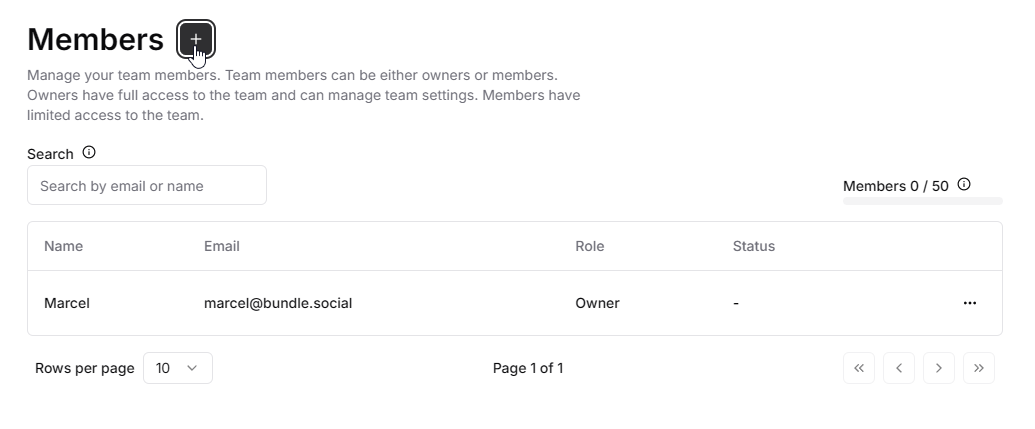 Members
Manage your team members. Team members can be either owners or members.
Owners have full access to the team and can manage team settings. Members have
limited access to the team.
Search
Search by email or name
Members 0 / 50
Name Email Role Status
Marcel marcel@bundle.social Owner -
Rows per page 10 Page 1 of 1